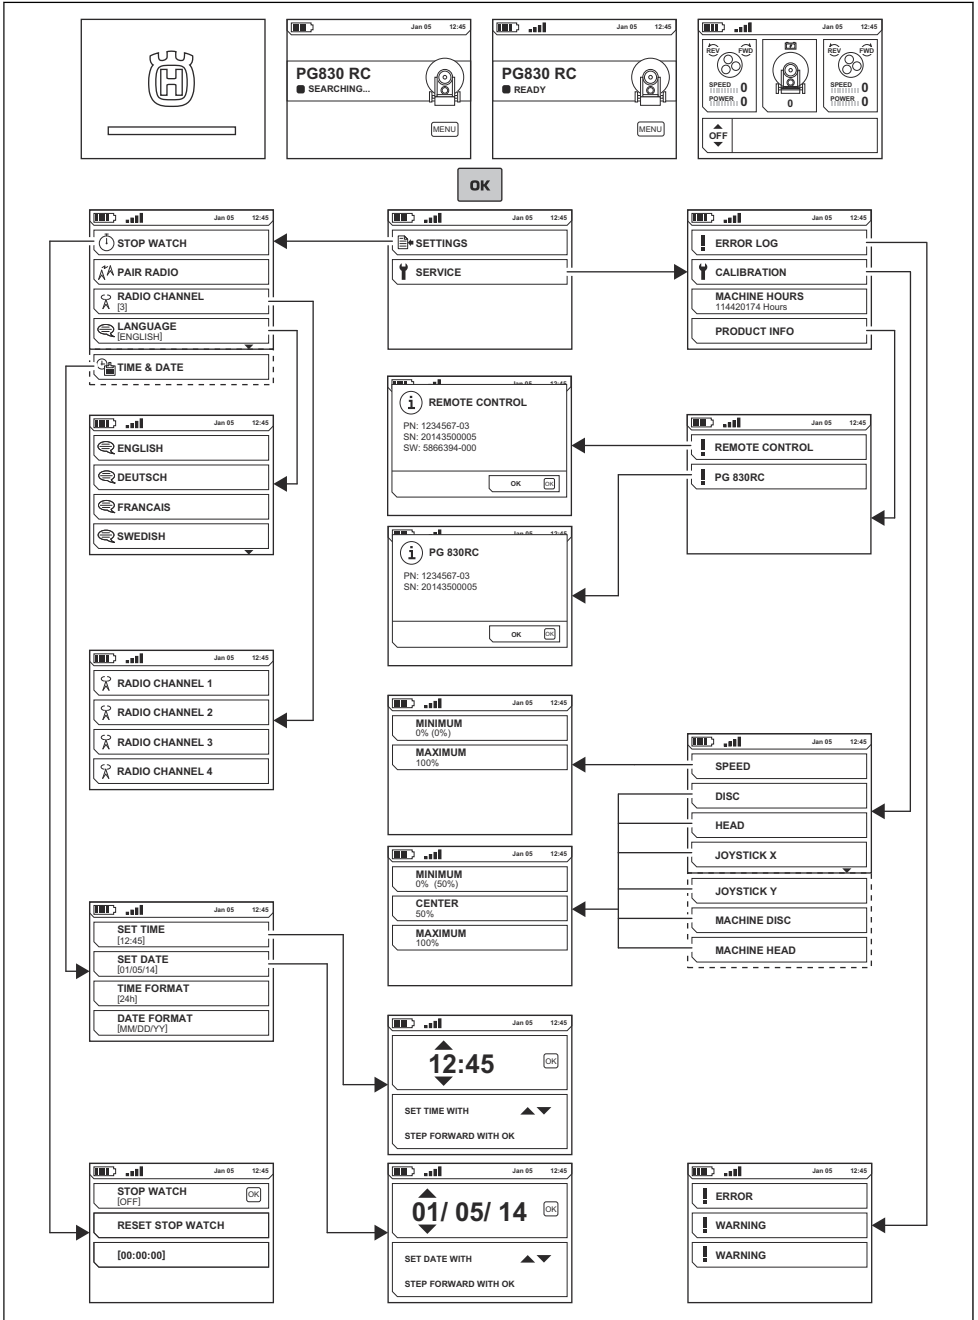 H
Jan 05 12:45
PG830 RC
SEARCHING...
MENU
Jan 05 12:45
PG830 RC
READY
MENU
Jan 05 12:45
REV FWD
SPEED 0
POWER 0
0
REV FWD
SPEED 0
POWER 0
OFF
OK
Jan 05 12:45
STOP WATCH
PAIR RADIO
RADIO CHANNEL
[3]
LANGUAGE
[ENGLISH]
TIME & DATE
Jan 05 12:45
SETTINGS
SERVICE
Jan 05 12:45
ERROR LOG
CALIBRATION
MACHINE HOURS
114420174 Hours
PRODUCT INFO
Jan 05 12:45
ENGLISH
DEUTSCH
FRANCAIS
SWEDISH
Jan 05 12:45
i REMOTE CONTROL
PN: 1234567-03
SN: 20143500005
SW: 5866394-000
OK OK
Jan 05 12:45
REMOTE CONTROL
PG 830RC
12:45
i PG 830RC
PN: 1234567-03
SN: 20143500005
OK OK
Jan 05 12:45
RADIO CHANNEL 1
RADIO CHANNEL 2
RADIO CHANNEL 3
RADIO CHANNEL 4
Jan 05 12:45
MINIMUM
0% (0%)
MAXIMUM
100%
Jan 05 12:45
SPEED
DISC
HEAD
JOYSTICK X
JOYSTICK Y
MACHINE DISC
MACHINE HEAD
Jan 05 12:45
MINIMUM
0% (50%)
CENTER
50%
MAXIMUM
100%
Jan 05 12:45
SET TIME
[12:45]
SET DATE
[01/05/14]
TIME FORMAT
[24h]
DATE FORMAT
[MM/DD/YY]
Jan 05 12:45
12:45 OK
SET TIME WITH
STEP FORWARD WITH OK
Jan 05 12:45
STOP WATCH
[OFF]
OK
RESET STOP WATCH
[00:00:00]
Jan 05 12:45
01/ 05/ 14 OK
SET DATE WITH
STEP FORWARD WITH OK
Jan 05 12:45
ERROR
WARNING
WARNING